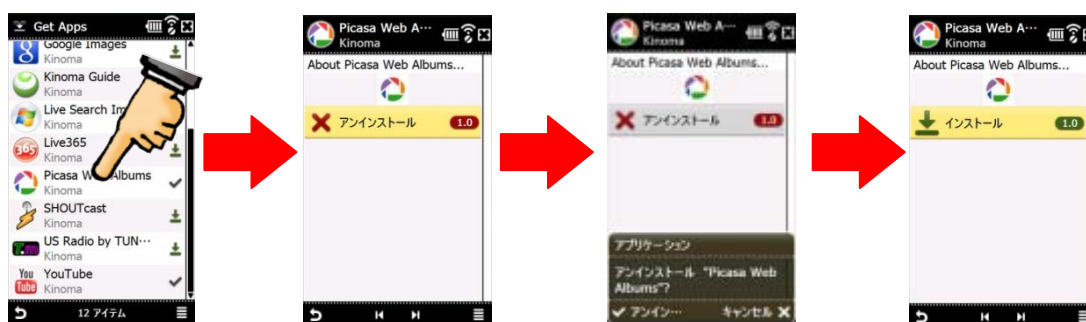 Get Apps
Google Images
Kinoma
Kinoma Guide
Kinoma
Live Search Im
Kinoma
Live365
Kinoma
Picasa W Albums
Kinoma
SHOUTcast
Kinoma
US Radio by TUN…
Kinoma
YouTube
Kinoma
12 アイテム
Picasa Web A…
Kinoma
About Picasa Web Albums...
アンインストール 1.0
Picasa Web A…
Kinoma
About Picasa Web Albums...
アンインストール 1.0
アプリケーション
アンインストール "Picasa Web
Albums"?
アンイン… キャンセル
Picasa Web A…
Kinoma
About Picasa Web Albums...
インストール 1.0